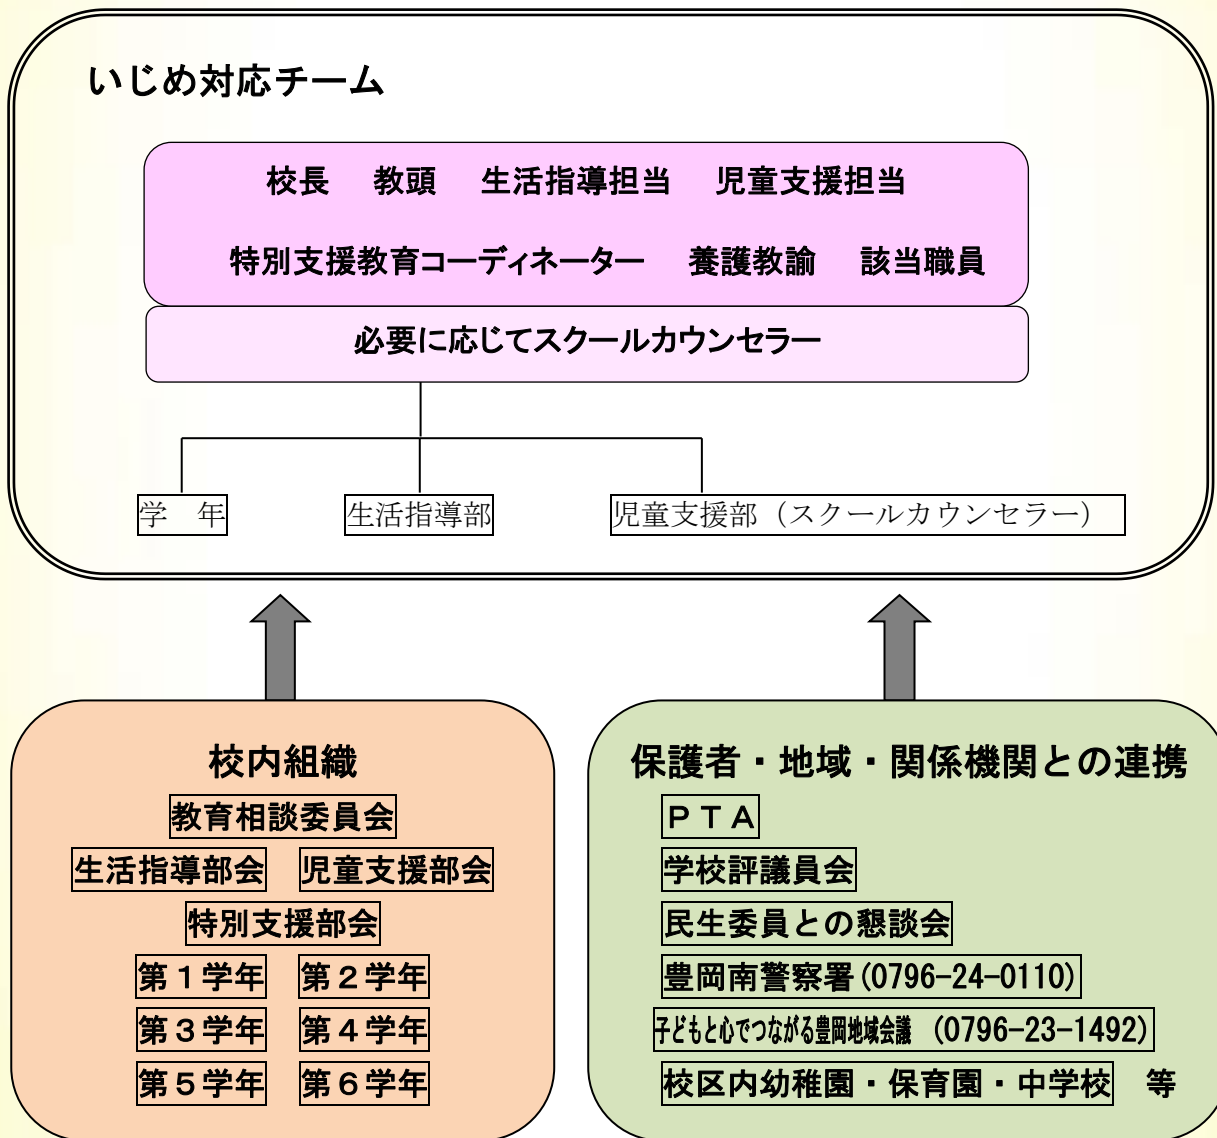 いじめ対応チーム
校長　教頭　生活指導担当　児童支援担当
特別支援教育コーディネーター　養護教諭　該当職員
必要に応じてスクールカウンセラー
学　年
生活指導部
児童支援部（スクールカウンセラー）
校内組織
教育相談委員会
生活指導部会　児童支援部会
特別支援部会
第１学年　第２学年
第３学年　第４学年
第５学年　第６学年
保護者・地域・関係機関との連携
ＰＴＡ
学校評議員会
民生委員との懇談会
豊岡南警察署(0796-24-0110)
子どもと心でつながる豊岡地域会議　(0796-23-1492)
校区内幼稚園・保育園・中学校　等